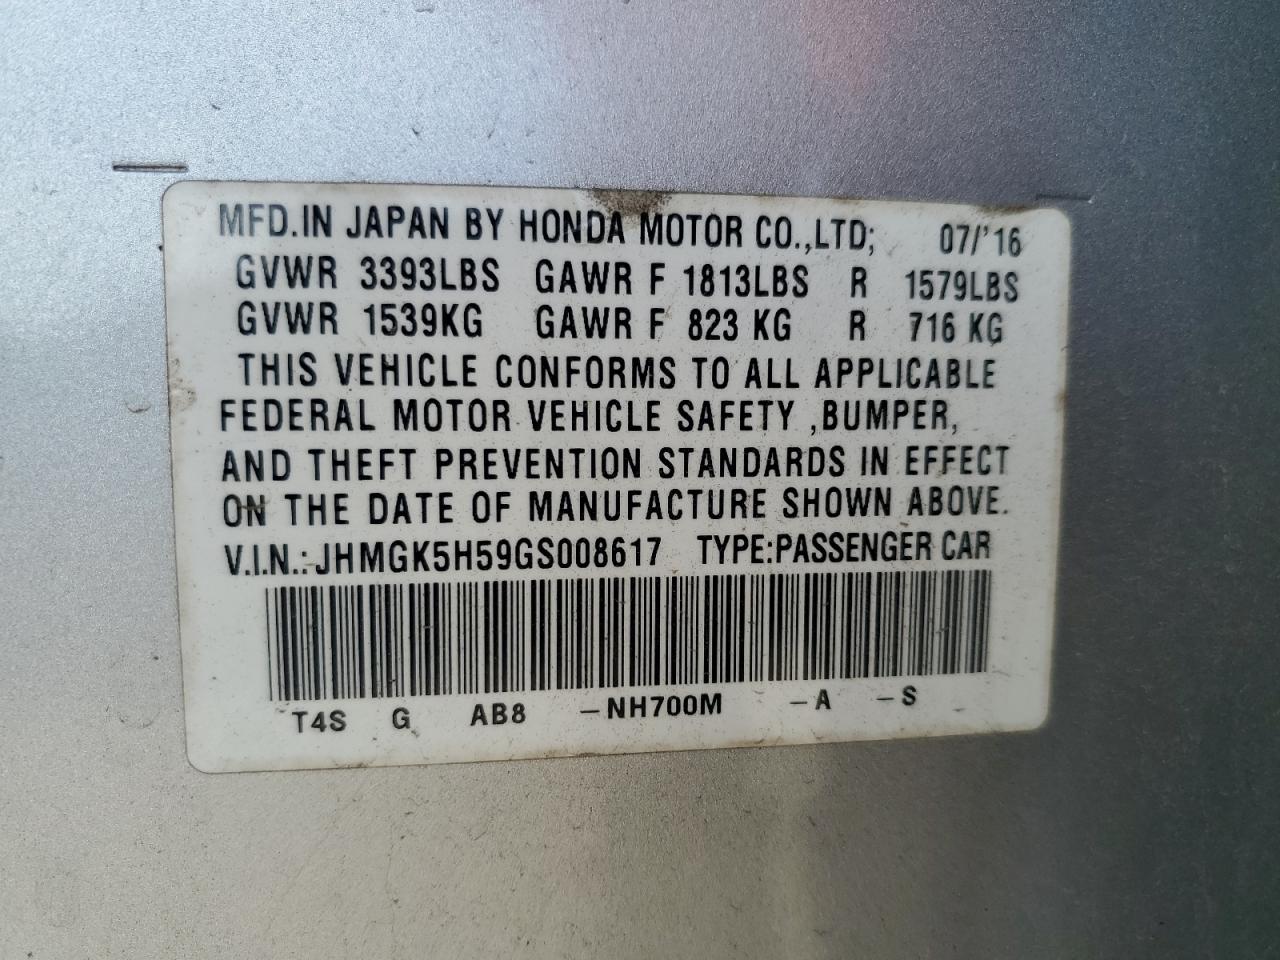 MFD.IN JAPAN BY HONDA MOTOR CO.,LTD; 07/'16
GVWR 3393LBS GAWR F 1813LBS R 1579LBS
GVWR 1539KG GAWR F 823 KG R 716 KG
THIS VEHICLE CONFORMS TO ALL APPLICABLE
FEDERAL MOTOR VEHICLE SAFETY ,BUMPER,
AND THEFT PREVENTION STANDARDS IN EFFECT
ON THE DATE OF MANUFACTURE SHOWN ABOVE.
V.I.N.:JHMGK5H59GS008617 TYPE:PASSENGER CAR
T4S G AB8 -NH700M -A -S